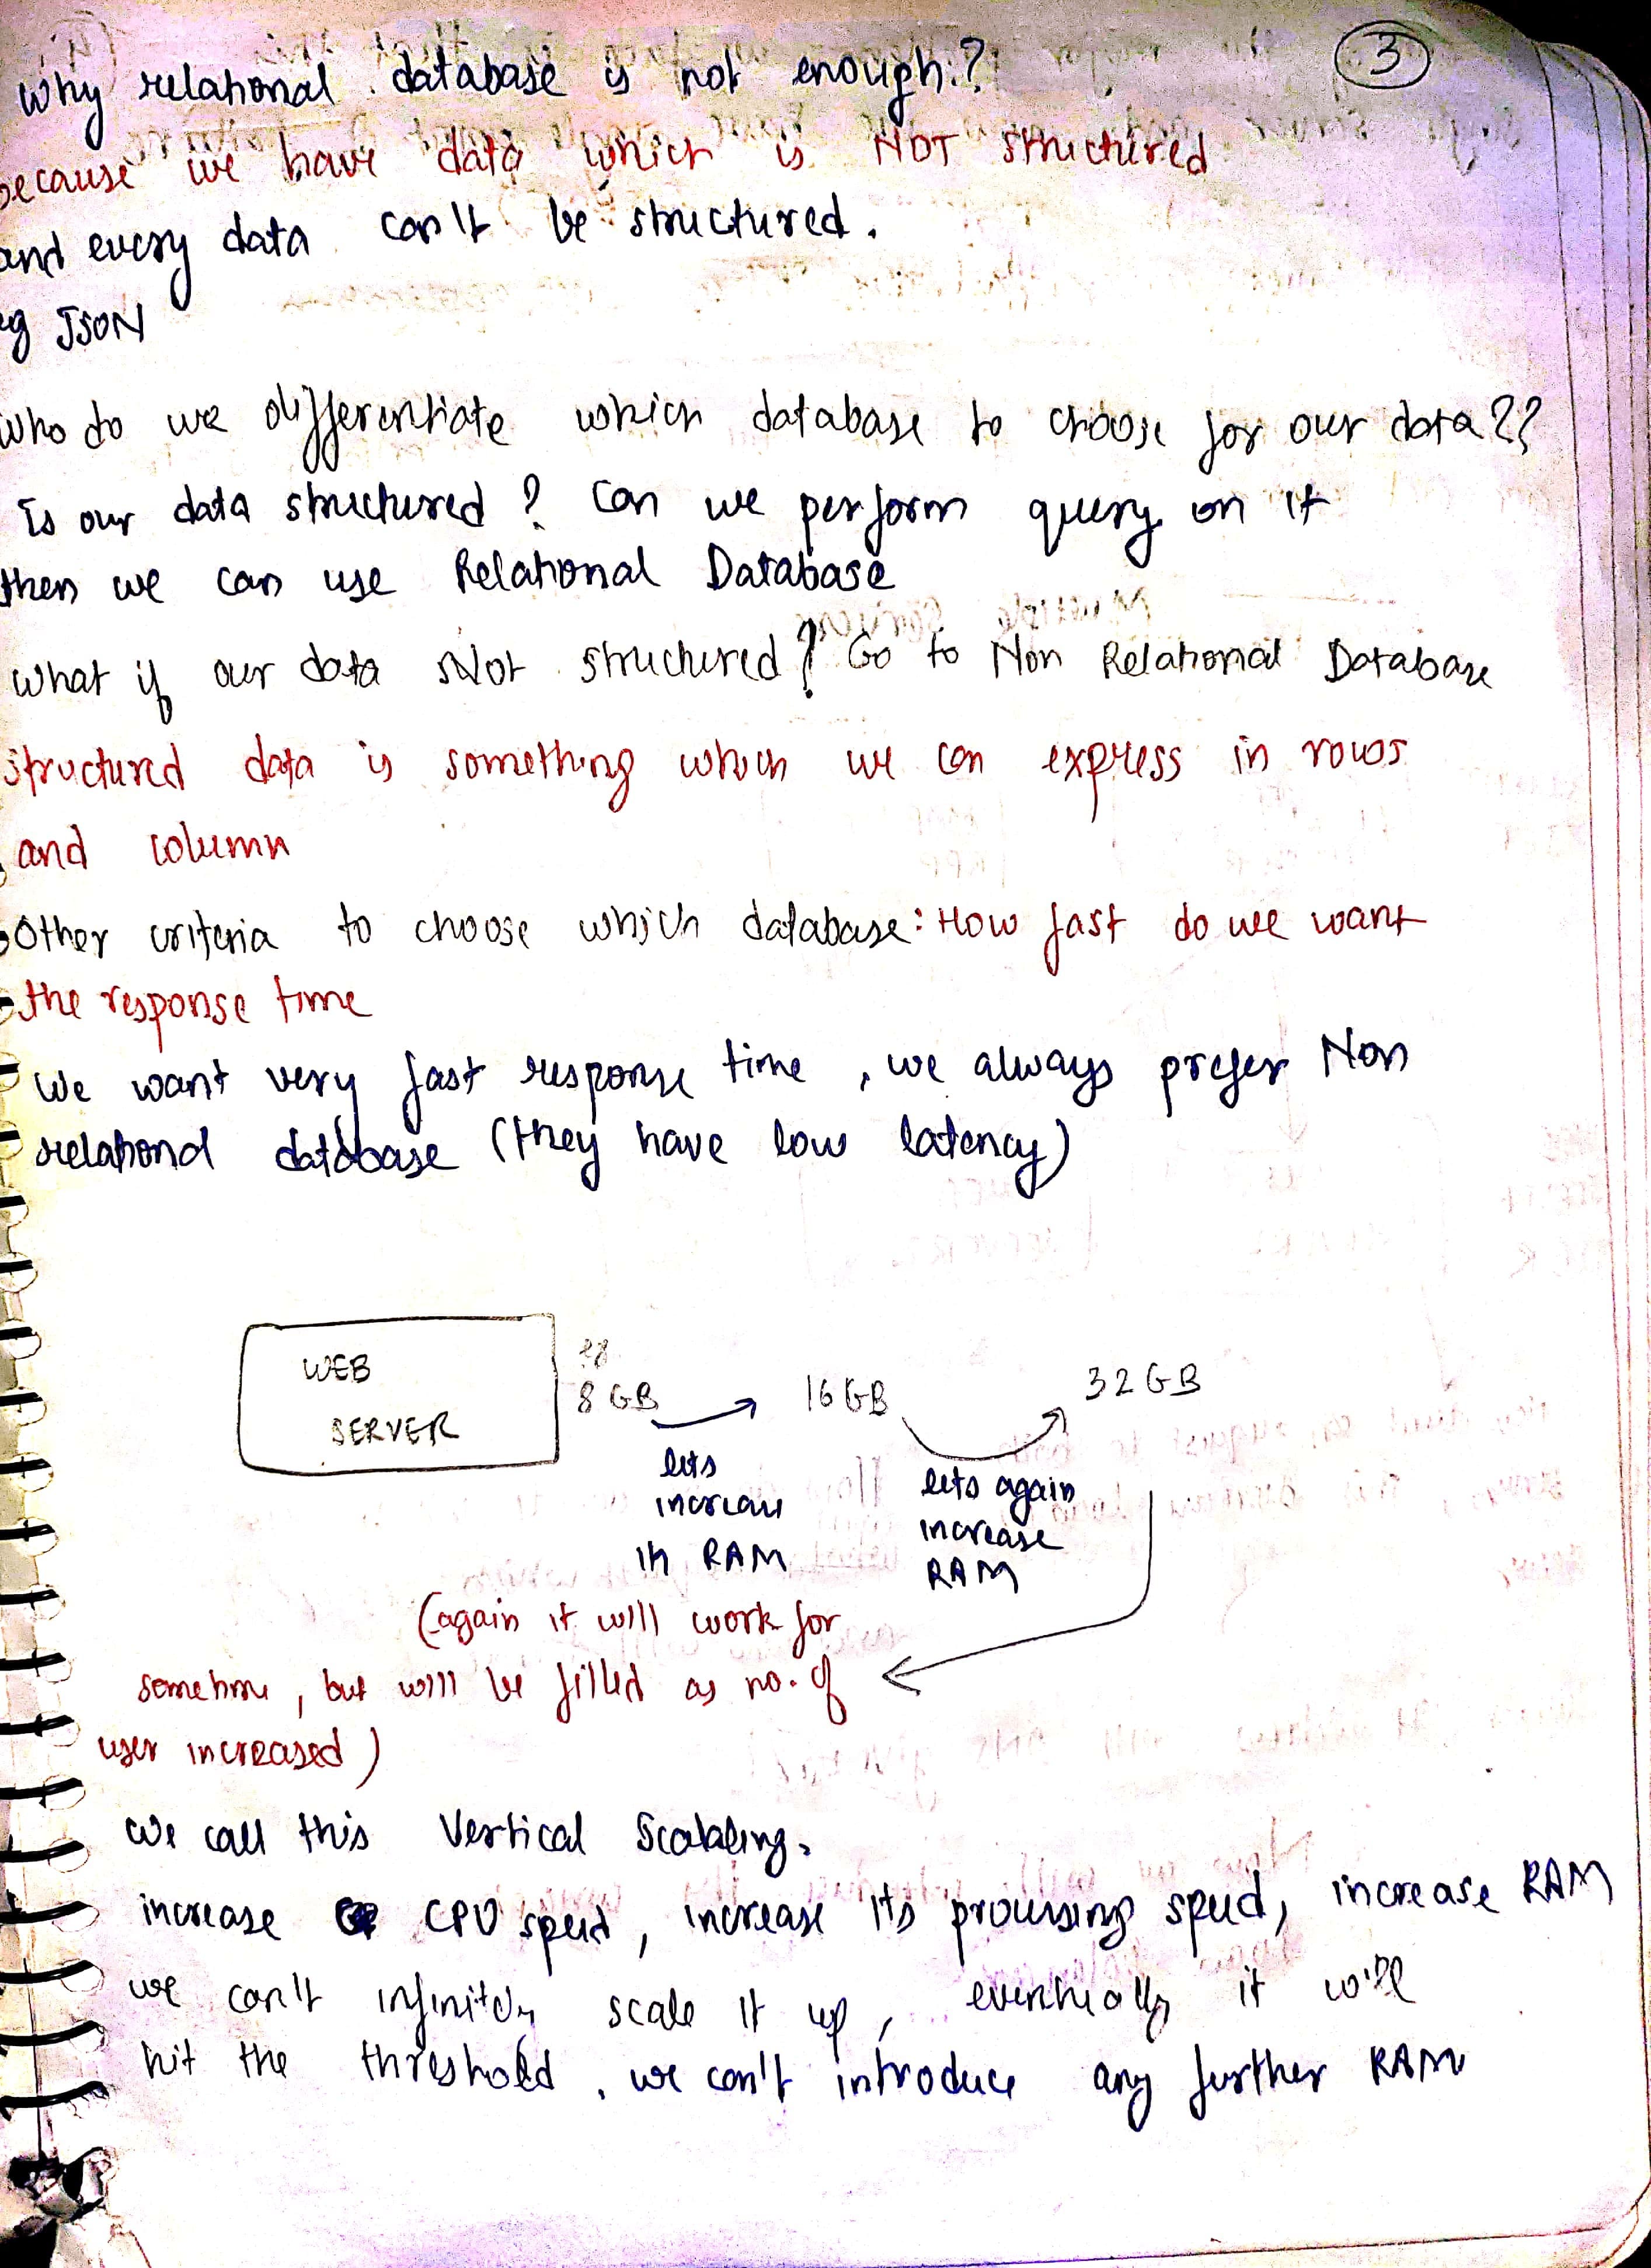 3
why relational database is not enough?
because we have data which is NOT structured
and every data can't be structured.
eg JSON
Who do we differentiate which database to choose for our data??
Is our data structured? Can we perform query on it
then we can use Relational Database
What if our data Not structured? Go to Non Relational Database
structured data is something which we can express in rows
and column
Other criteria to choose which database: How fast do we want
the response time
We want very fast response time, we always prefer Non
relational database (they have low latency)
WEB
SERVER
8 GB
16 GB
32 GB
lets
increase
in RAM
lets again
increase
RAM
(again it will work for
sometime, but will be filled as no. of
user increased)
We call this Vertical Scalaling.
increase CPU speed, increase its processing speed, increase RAM
we can't infinitely scale it up, eventually it will
hit the threshold, we can't introduce any further RAM